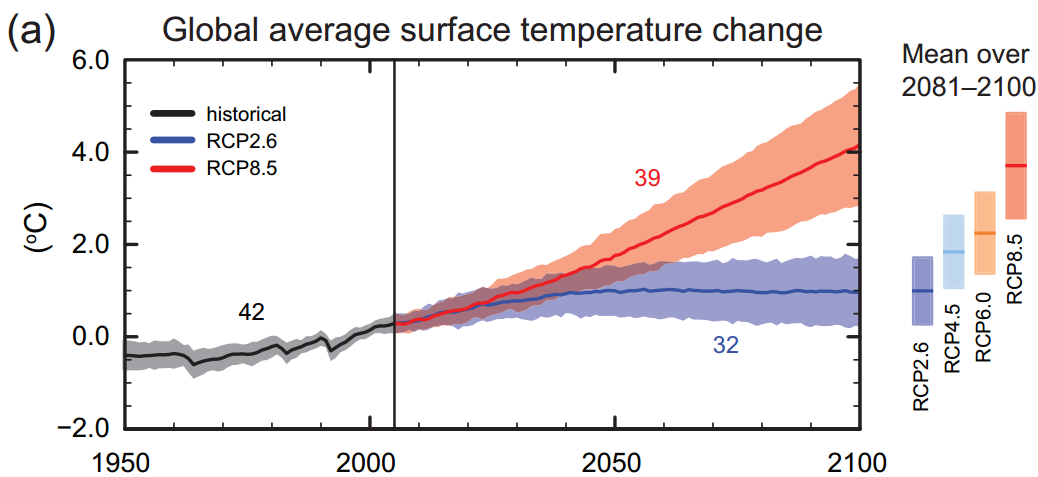 (a) Global average surface temperature change
Mean over
2081–2100
6.0
4.0
2.0
0.0
−2.0
(ºC)
historical
RCP2.6
RCP8.5
42
39
32
1950
2000
2050
2100
RCP2.6
RCP4.5
RCP6.0
RCP8.5